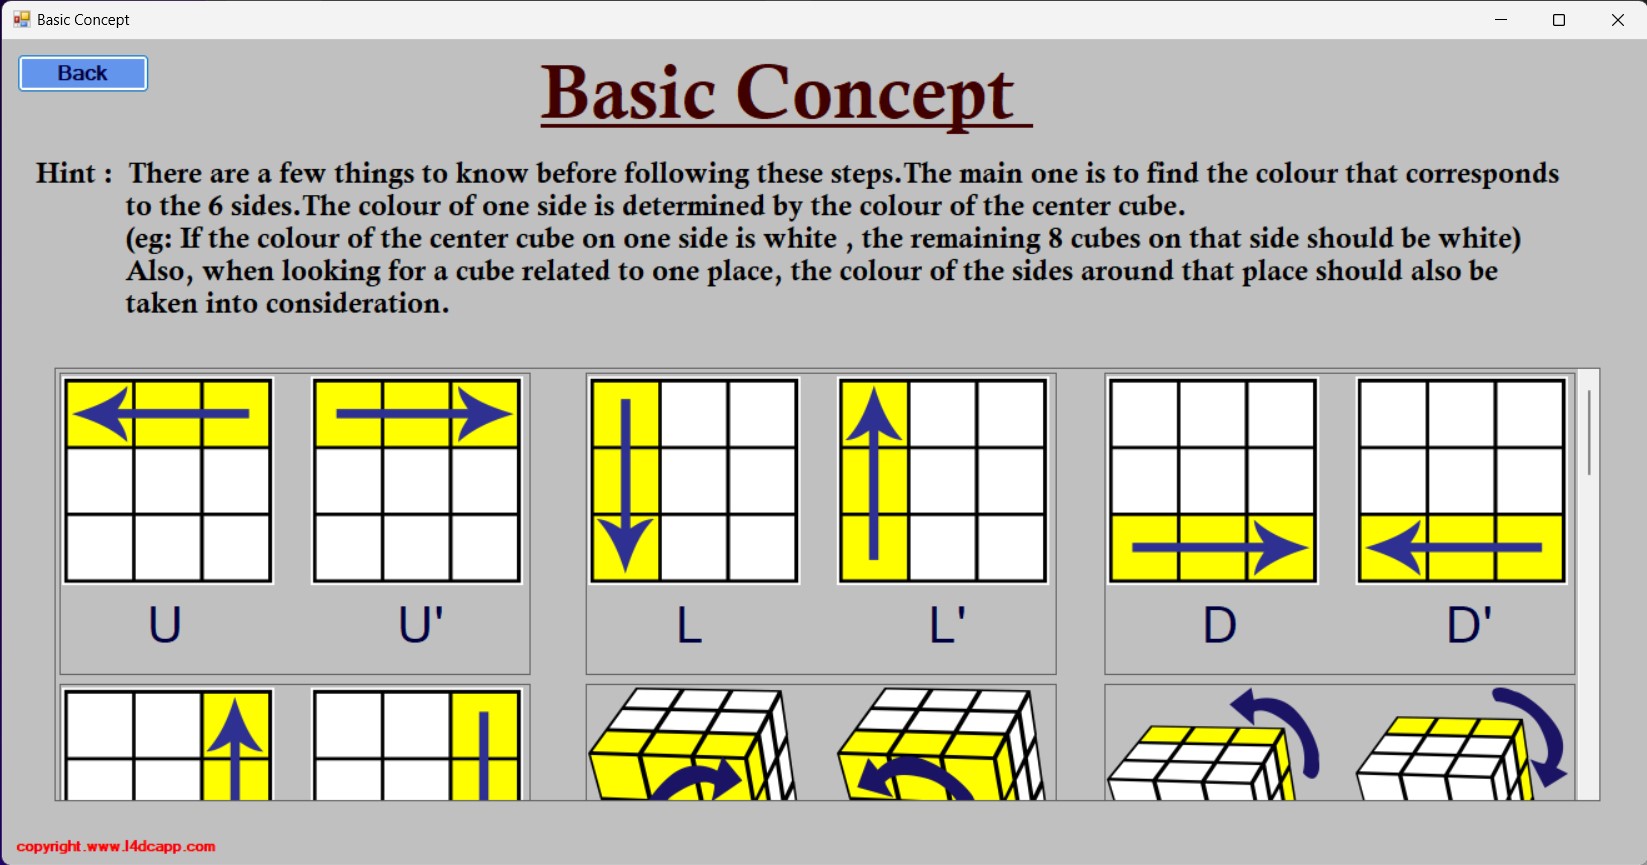 Basic Concept
Back
Basic Concept
Hint : There are a few things to know before following these steps.The main one is to find the colour that corresponds
to the 6 sides.The colour of one side is determined by the colour of the center cube.
(eg: If the colour of the center cube on one side is white , the remaining 8 cubes on that side should be white)
Also, when looking for a cube related to one place, the colour of the sides around that place should also be
taken into consideration.
U U' L L' D D'
copyright.www.l4dcapp.com